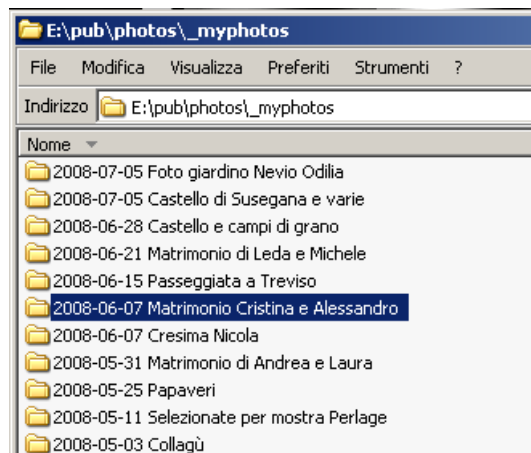 E:\pub\photos\_myphotos
File Modifica Visualizza Preferiti Strumenti ?
Indirizzo E:\pub\photos\_myphotos
Nome
2008-07-05 Foto giardino Nevio Odilia
2008-07-05 Castello di Susegana e varie
2008-06-28 Castello e campi di grano
2008-06-21 Matrimonio di Leda e Michele
2008-06-15 Passeggiata a Treviso
2008-06-07 Matrimonio Cristina e Alessandro
2008-06-07 Cresima Nicola
2008-05-31 Matrimonio di Andrea e Laura
2008-05-25 Papaveri
2008-05-11 Selezionate per mostra Perlage
2008-05-03 Collagù